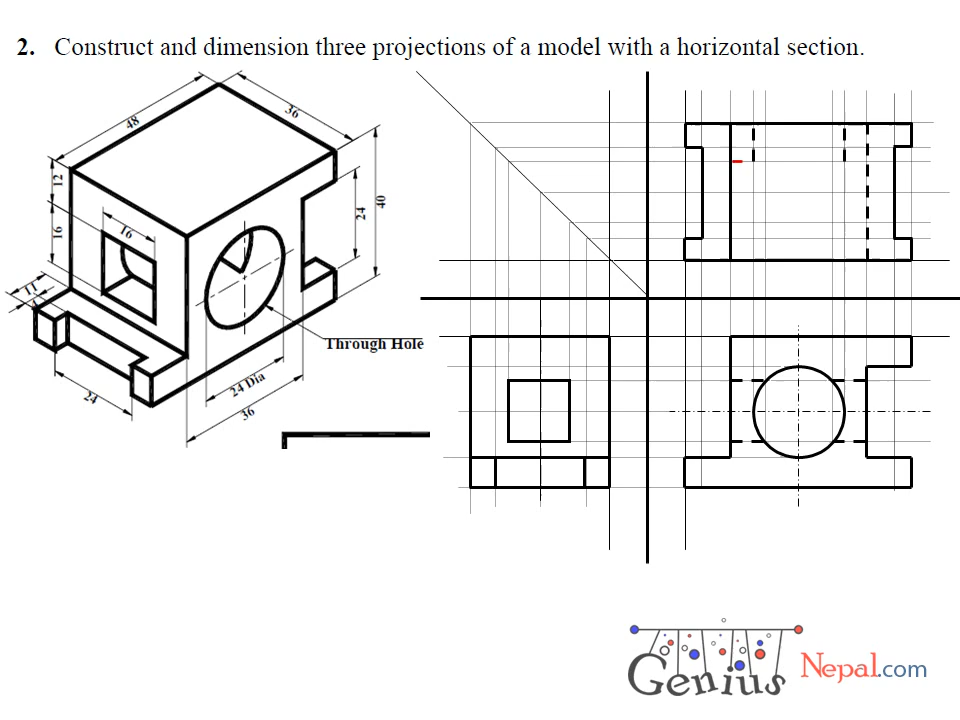 2. Construct and dimension three projections of a model with a horizontal section.
48
36
12
40
24
16
16
11
Through Hole
24 Dia
24
36
Genius Nepal.com